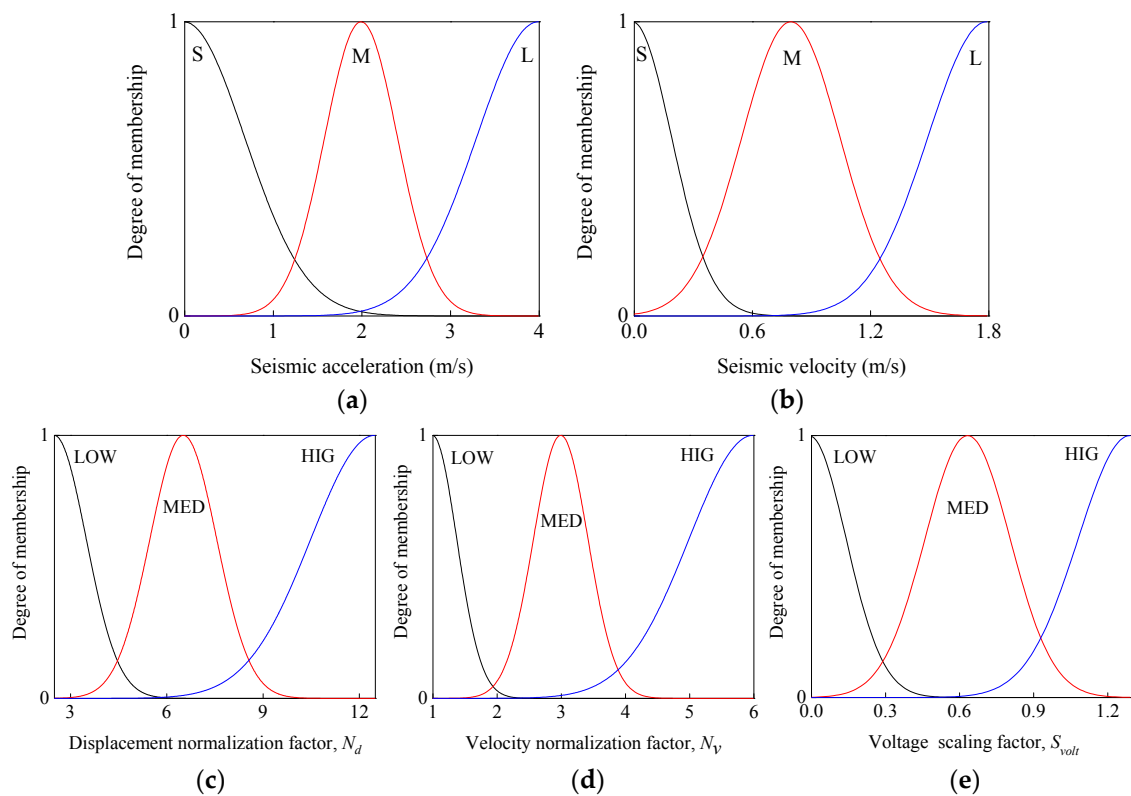 1
S
M
L
Degree of membership
0
0 1 2 3 4
Seismic acceleration (m/s)
(a)
1
S
M
L
Degree of membership
0
0.0 0.6 1.2 1.8
Seismic velocity (m/s)
(b)
1
LOW
HIG
MED
Degree of membership
0
3 6 9 12
Displacement normalization factor, N_d
(c)
1
LOW
HIG
MED
Degree of membership
0
1 2 3 4 5 6
Velocity normalization factor, N_v
(d)
1
LOW
HIG
MED
Degree of membership
0
0.0 0.3 0.6 0.9 1.2
Voltage scaling factor, S_volt
(e)